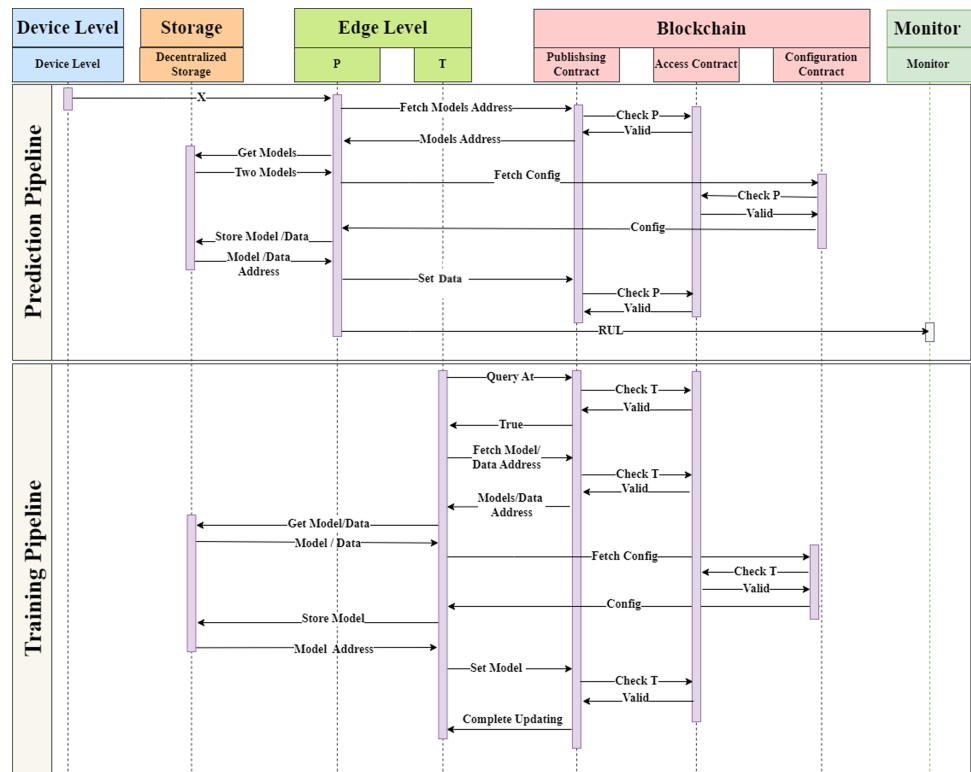 Device Level
Storage
Edge Level
Blockchain
Monitor
Device Level
Decentralized
Storage
P
T
Publishsing
Contract
Access Contract
Configuration
Contract
Monitor
Prediction Pipeline
X
Fetch Models Address
Check P
Valid
Models Address
Get Models
Two Models
Fetch Config
Check P
Valid
Config
Store Model /Data
Model /Data
Address
Set Data
Check P
Valid
RUL
Training Pipeline
Query At
Check T
Valid
True
Fetch Model/
Data Address
Check T
Valid
Models/Data
Address
Get Model/Data
Model / Data
Fetch Config
Check T
Valid
Config
Store Model
Model Address
Set Model
Check T
Valid
Complete Updating